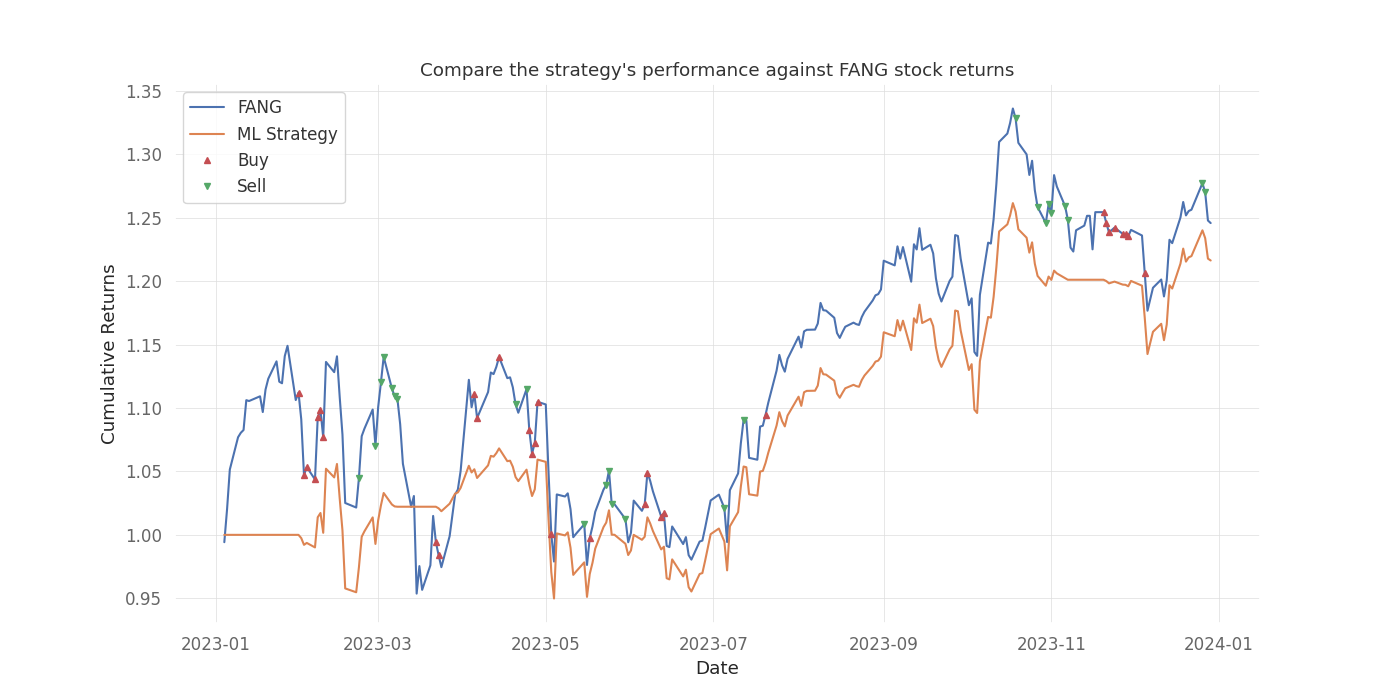 Compare the strategy's performance against FANG stock returns
FANG
ML Strategy
Buy
Sell
Cumulative Returns
1.35
1.30
1.25
1.20
1.15
1.10
1.05
1.00
0.95
2023-01
2023-03
2023-05
2023-07
2023-09
2023-11
2024-01
Date